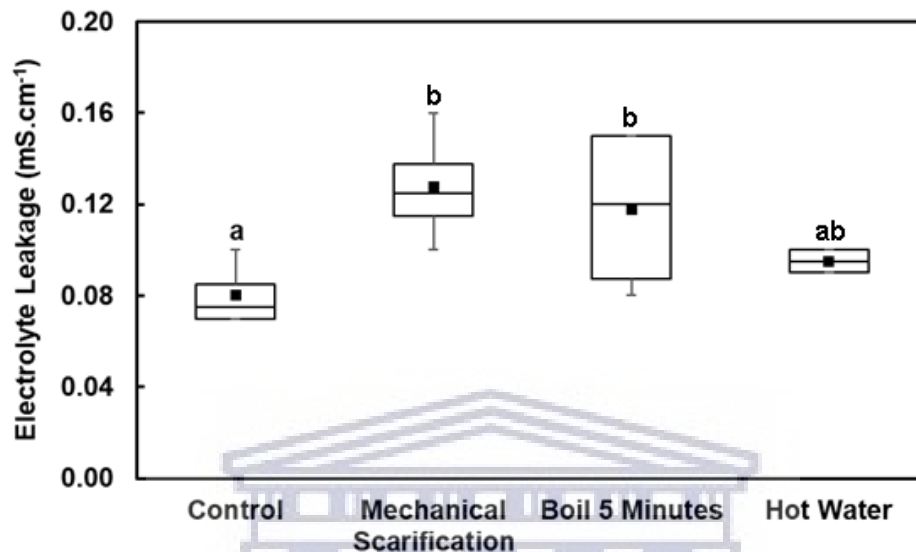 Electrolyte Leakage (mS.cm⁻¹)
0.20
0.16
0.12
0.08
0.04
0.00
a
b
b
ab
Control
Mechanical
Scarification
Boil 5 Minutes
Hot Water